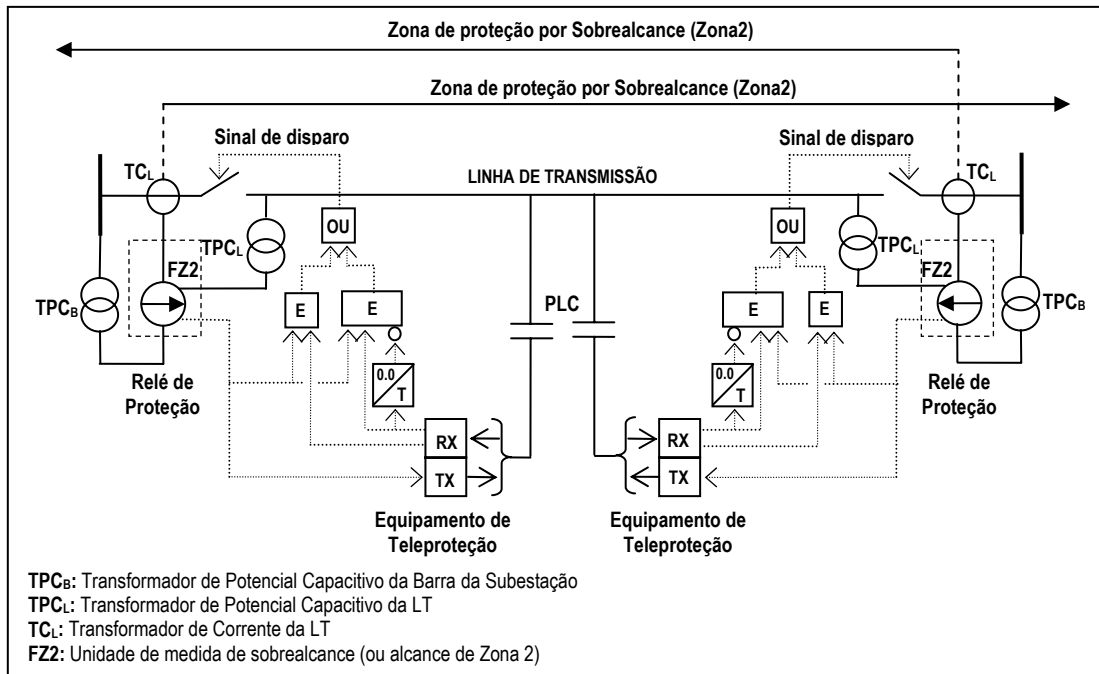 Zona de proteção por Sobrealcance (Zona2)
Zona de proteção por Sobrealcance (Zona2)
Sinal de disparo
Sinal de disparo
TCL
LINHA DE TRANSMISSÃO
TCL
OU
OU
TPCL
TPCL
FZ2
FZ2
TPCB
E
E
PLC
E
E
TPCB
0.0
T
0.0
T
Relé de
Proteção
Relé de
Proteção
RX
TX
RX
TX
Equipamento de
Teleproteção
Equipamento de
Teleproteção
TPCB: Transformador de Potencial Capacitivo da Barra da Subestação
TPCL: Transformador de Potencial Capacitivo da LT
TCL: Transformador de Corrente da LT
FZ2: Unidade de medida de sobrealcance (ou alcance de Zona 2)